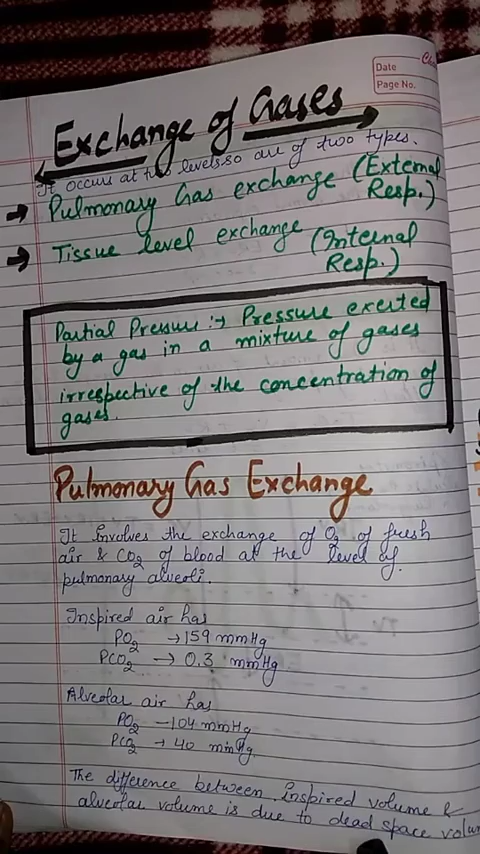 Date
Page No.
Exchange of Gases
It occurs at two levels so are of two types.
→ Pulmonary Gas exchange (External
Resp.)
→ Tissue level exchange (Internal
Resp.)
Partial Pressure :→ Pressure exerted
by a gas in a mixture of gases
irrespective of the concentration of
gases.
Pulmonary Gas Exchange
It Involves the exchange of O₂ of fresh
air & CO₂ of blood at the level of
pulmonary alveoli.
Inspired air has
PO₂ → 159 mmHg
PCO₂ → 0.3 mmHg
Alveolar air has
PO₂ – 104 mmHg
PCO₂ → 40 mmHg
The difference between Inspired volume &
alveolar volume is due to dead space volu